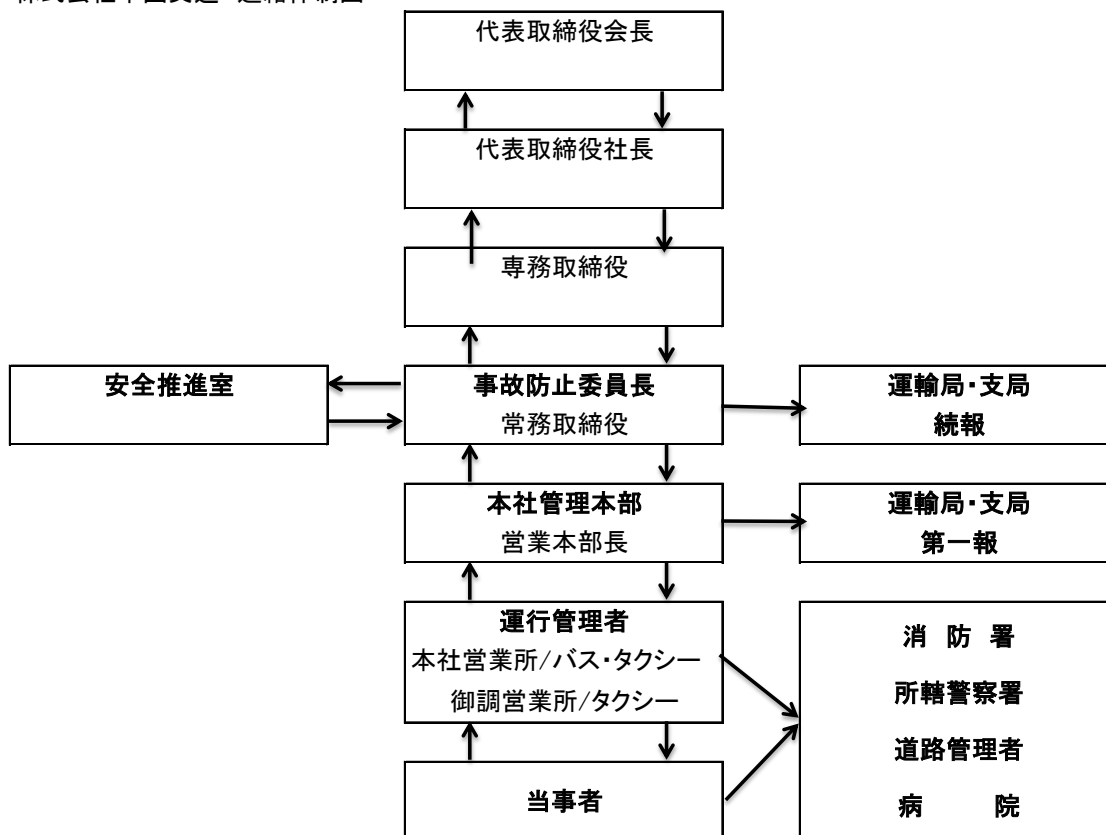 代表取締役会長
代表取締役社長
専務取締役
安全推進室
事故防止委員長
常務取締役
運輸局・支局
続報
本社管理本部
営業本部長
運輸局・支局
第一報
運行管理者
本社営業所/バス・タクシー
御調営業所/タクシー
消 防 署
所轄警察署
道路管理者
病 院
当事者